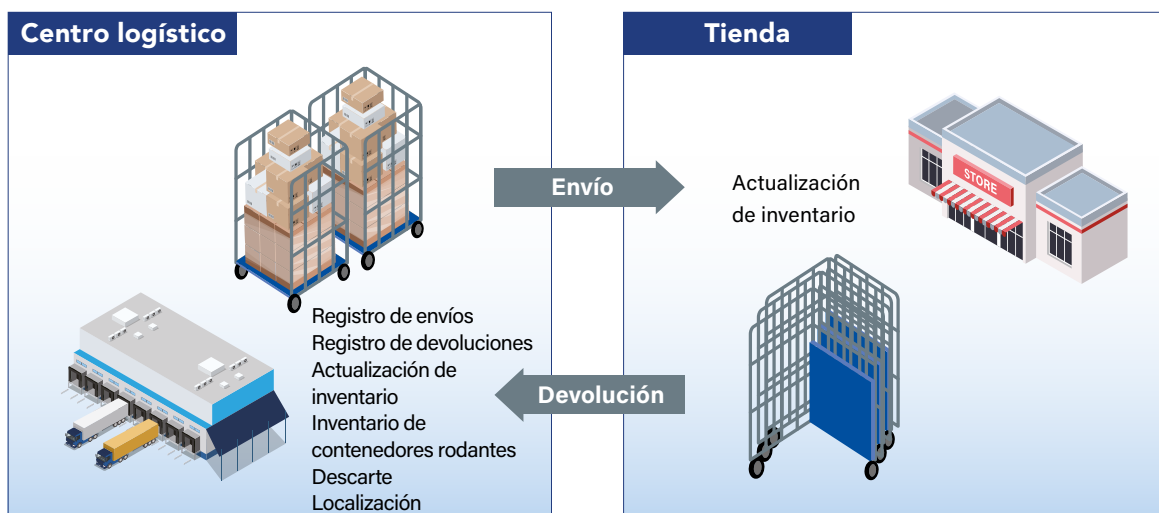 Centro logístico
Registro de envíos
Registro de devoluciones
Actualización de
inventario
Inventario de
contenedores rodantes
Descarte
Localización
Envío
Devolución
Tienda
Actualización
de inventario
STORE